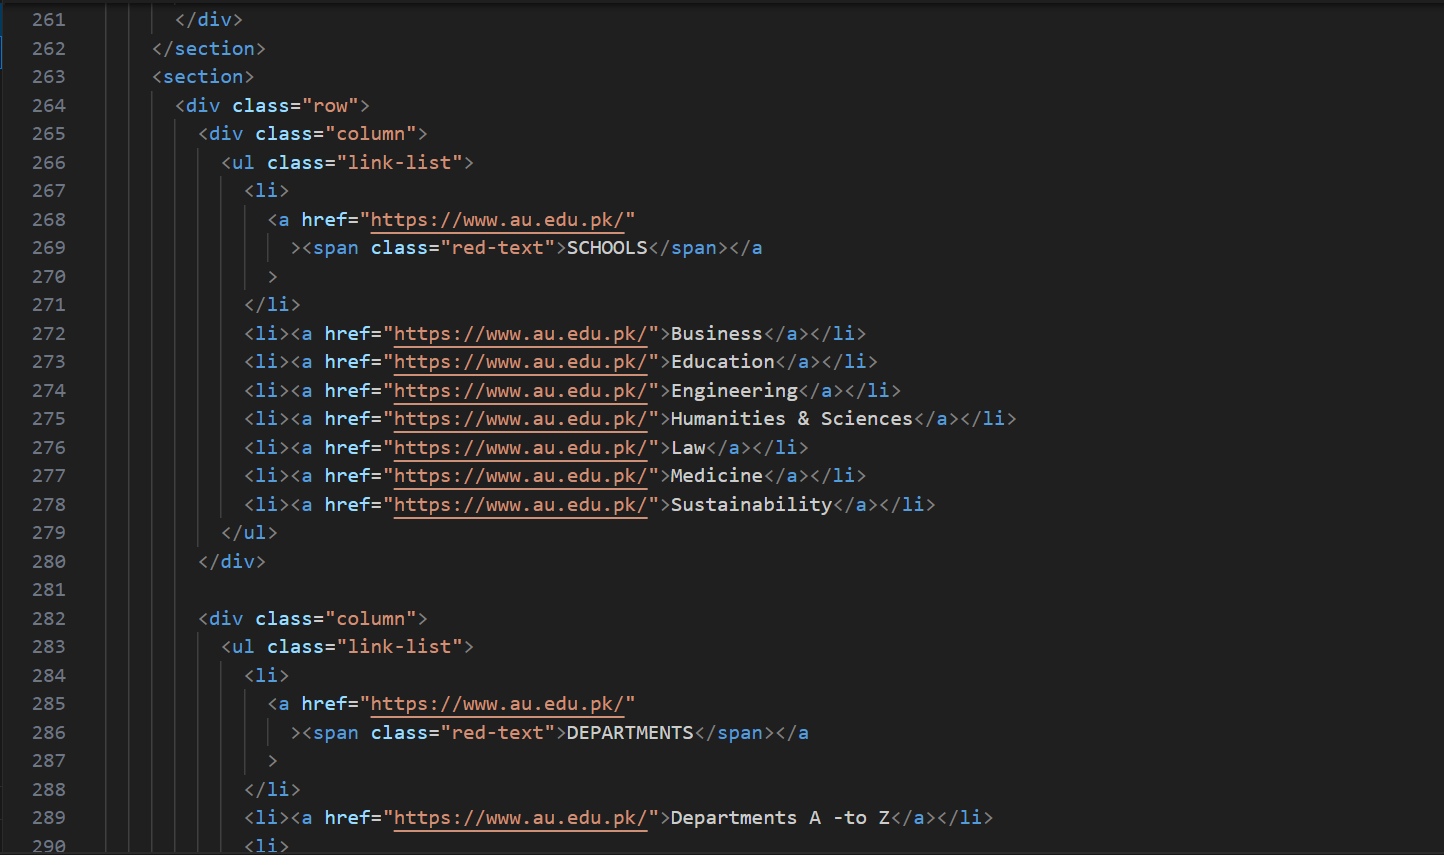 261 </div>
262 </section>
263 <section>
264 <div class="row">
265 <div class="column">
266 <ul class="link-list">
267 <li>
268 <a href="https://www.au.edu.pk/"
269 ><span class="red-text">SCHOOLS</span></a
270 >
271 </li>
272 <li><a href="https://www.au.edu.pk/">Business</a></li>
273 <li><a href="https://www.au.edu.pk/">Education</a></li>
274 <li><a href="https://www.au.edu.pk/">Engineering</a></li>
275 <li><a href="https://www.au.edu.pk/">Humanities & Sciences</a></li>
276 <li><a href="https://www.au.edu.pk/">Law</a></li>
277 <li><a href="https://www.au.edu.pk/">Medicine</a></li>
278 <li><a href="https://www.au.edu.pk/">Sustainability</a></li>
279 </ul>
280 </div>
281
282 <div class="column">
283 <ul class="link-list">
284 <li>
285 <a href="https://www.au.edu.pk/"
286 ><span class="red-text">DEPARTMENTS</span></a
287 >
288 </li>
289 <li><a href="https://www.au.edu.pk/">Departments A -to Z</a></li>
290 <li>